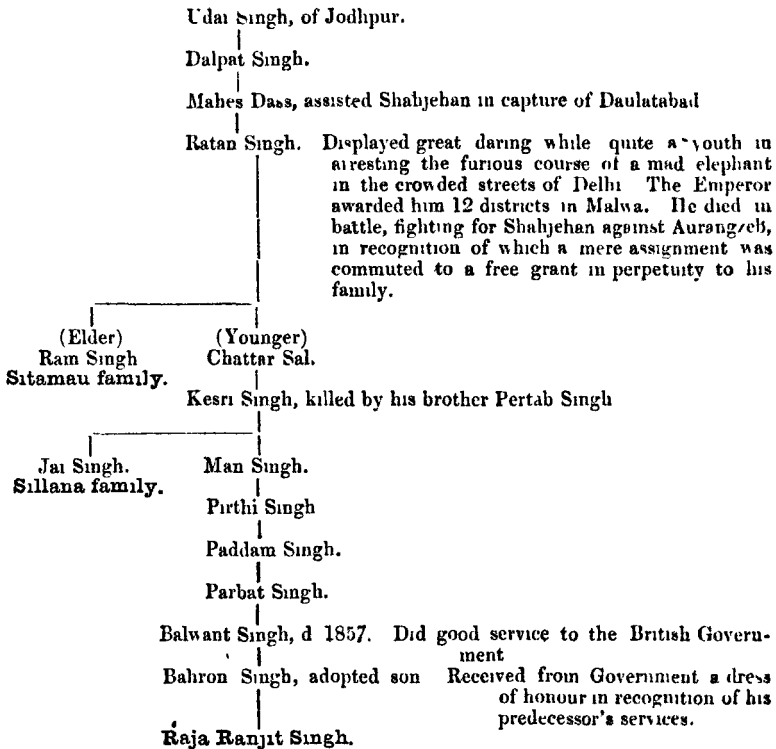 Udai Singh, of Jodhpur.
Dalpat Singh.
Mahes Dass, assisted Shahjehan in capture of Daulatabad
Ratan Singh. Displayed great daring while quite a youth in
arresting the furious course of a mad elephant
in the crowded streets of Delhi The Emperor
awarded him 12 districts in Malwa. He died in
battle, fighting for Shahjehan against Aurangzeb,
in recognition of which a mere assignment was
commuted to a free grant in perpetuity to his
family.
(Elder) (Younger)
Ram Singh Chattar Sal.
Sitamau family.
Kesri Singh, killed by his brother Pertab Singh
Jai Singh. Man Singh.
Sillana family.
Pirthi Singh
Paddam Singh.
Parbat Singh.
Balwant Singh, d 1857. Did good service to the British Govern-
ment
Bahron Singh, adopted son Received from Government a dress
of honour in recognition of his
predecessor's services.
Raja Ranjit Singh.